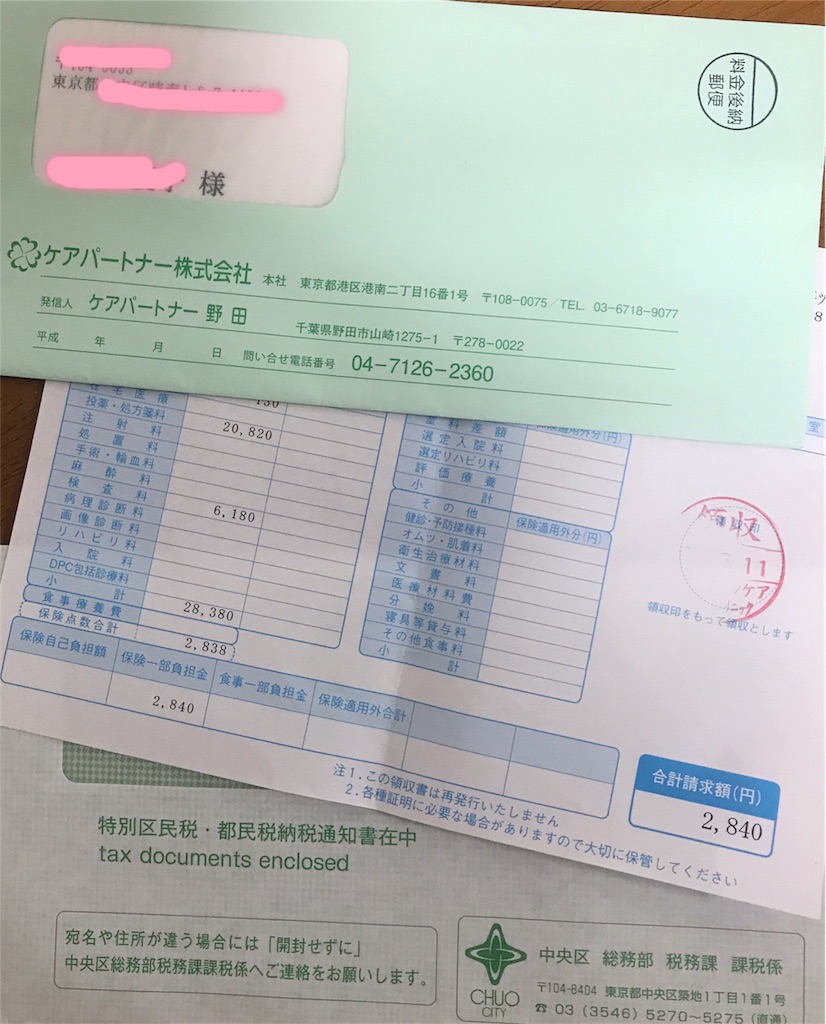 東京都
様
料金後納
郵便
ケアパートナー株式会社 本社 東京都港区港南二丁目16番1号 〒108-0075/TEL. 03-6718-9077
発信人 ケアパートナー野田 千葉県野田市山崎1275-1 〒278-0022
平成 年 月 日 問い合せ電話番号 04-7126-2360
在宅医療
投薬・処方薬料
注射料 20,820
処置料
手術・輸血料
麻酔料
検査料 6,180
病理診断料
画像診断料
リハビリ料
入院料
DPC包括診療料
小計 28,380
食事療養費
保険点数合計 2,838
室料差額
選定入院料
選定リハビリ料
評価療養
小計
その他 保険適用外分(円)
健診・予防接種料
オムツ・肌着料
衛生治療材料
文書料
医療材料費
分娩料
寝具等貸与料
その他食事料
小計
室
領収印
領収
11
ケア
領収印をもって領収とします
保険自己負担額 保険一部負担金 食事一部負担金 保険適用外合計
2,840
注1.この領収書は再発行いたしません
2.各種証明に必要な場合がありますので大切に保管してください
合計請求額(円)
2,840
特別区民税・都民税納税通知書在中
tax documents enclosed
宛名や住所が違う場合には「開封せずに」
中央区総務部税務課課税係へご連絡をお願いします。
CHUO
CITY
中央区 総務部 税務課 課税係
〒104-8404 東京都中央区築地1丁目1番1号
☎ 03 (3546) 5270~5275 (直通)